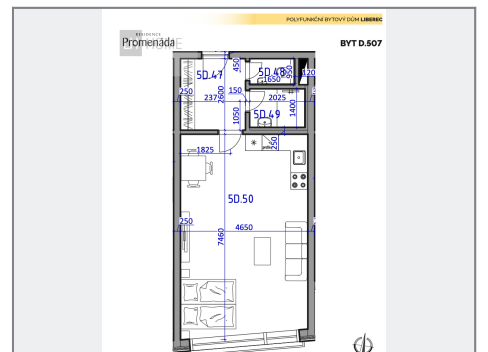 POLYFUNKČNÍ BYTOVÝ DŮM LIBEREC
RESIDENCE
Promenáda
BYT D.507
450
5D.47
5D.48
950
1650
120
250
237
2600
150
2025
5D.49
1400
1050
250
1825
5D.50
250
4650
7460